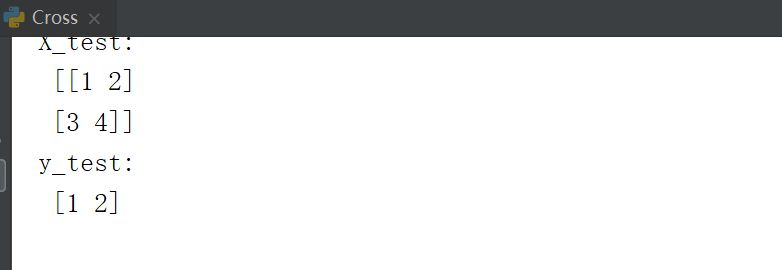 Cross
X_test:
[[1 2]
[3 4]]
y_test:
[1 2]